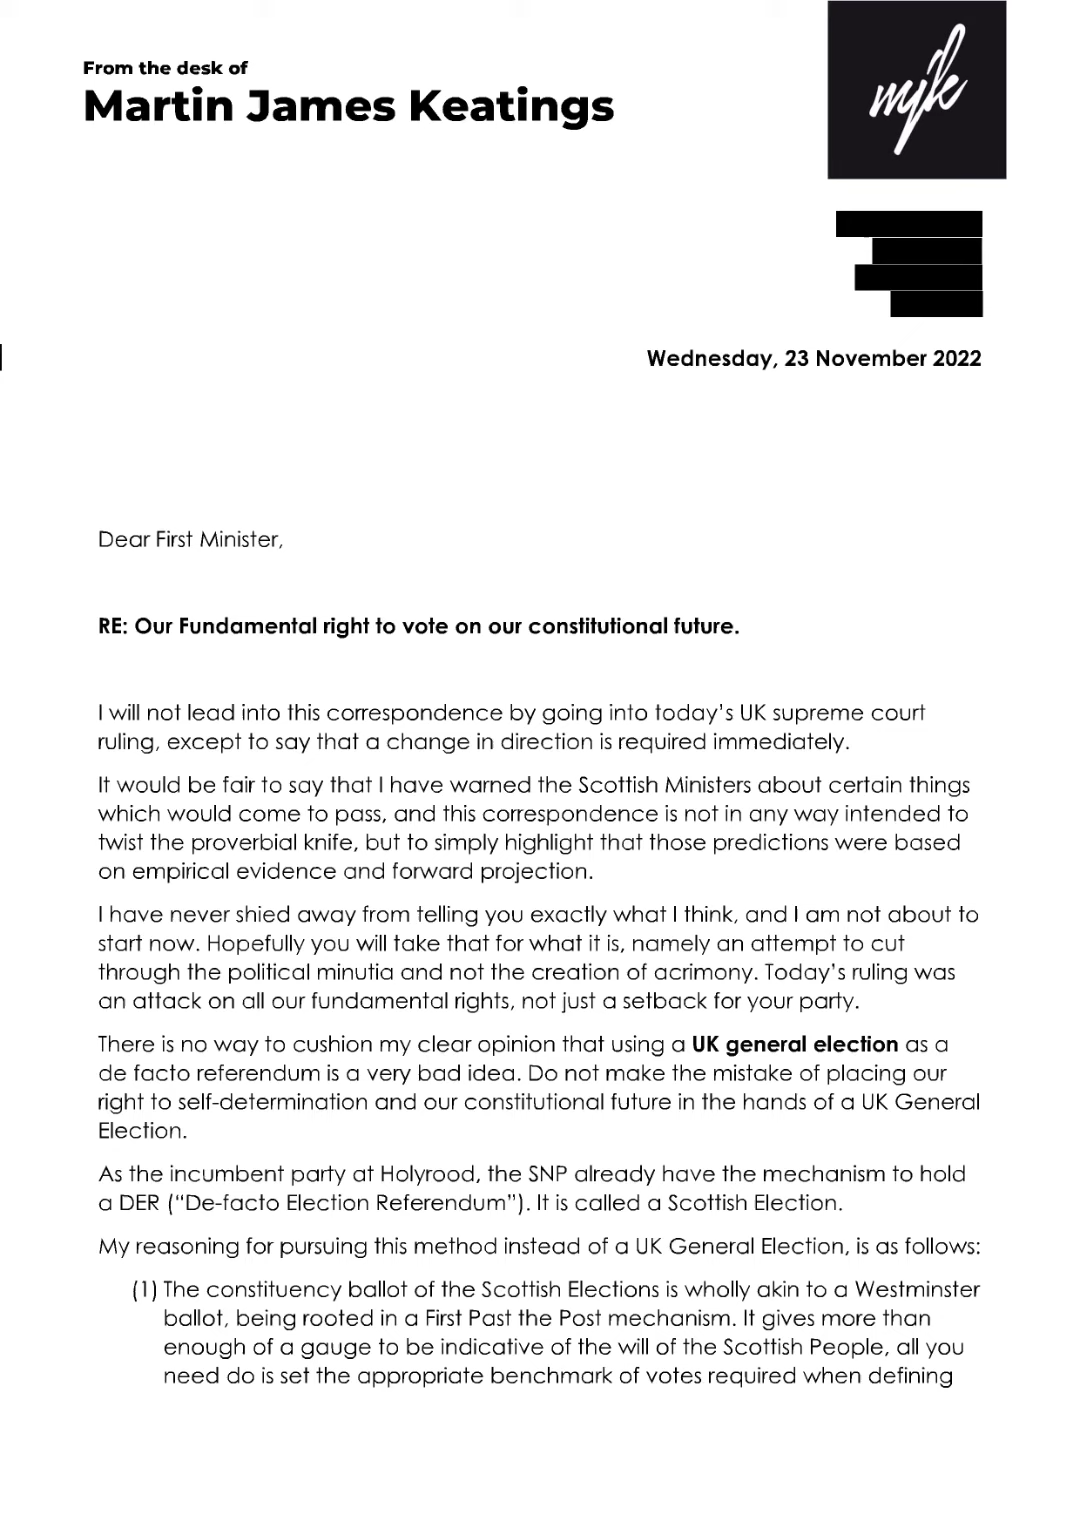 From the desk of
Martin James Keatings
mjk
Wednesday, 23 November 2022
Dear First Minister,
RE: Our Fundamental right to vote on our constitutional future.
I will not lead into this correspondence by going into today's UK supreme court
ruling, except to say that a change in direction is required immediately.
It would be fair to say that I have warned the Scottish Ministers about certain things
which would come to pass, and this correspondence is not in any way intended to
twist the proverbial knife, but to simply highlight that those predictions were based
on empirical evidence and forward projection.
I have never shied away from telling you exactly what I think, and I am not about to
start now. Hopefully you will take that for what it is, namely an attempt to cut
through the political minutia and not the creation of acrimony. Today's ruling was
an attack on all our fundamental rights, not just a setback for your party.
There is no way to cushion my clear opinion that using a UK general election as a
de facto referendum is a very bad idea. Do not make the mistake of placing our
right to self-determination and our constitutional future in the hands of a UK General
Election.
As the incumbent party at Holyrood, the SNP already have the mechanism to hold
a DER ("De-facto Election Referendum"). It is called a Scottish Election.
My reasoning for pursuing this method instead of a UK General Election, is as follows:
(1) The constituency ballot of the Scottish Elections is wholly akin to a Westminster
ballot, being rooted in a First Past the Post mechanism. It gives more than
enough of a gauge to be indicative of the will of the Scottish People, all you
need do is set the appropriate benchmark of votes required when defining